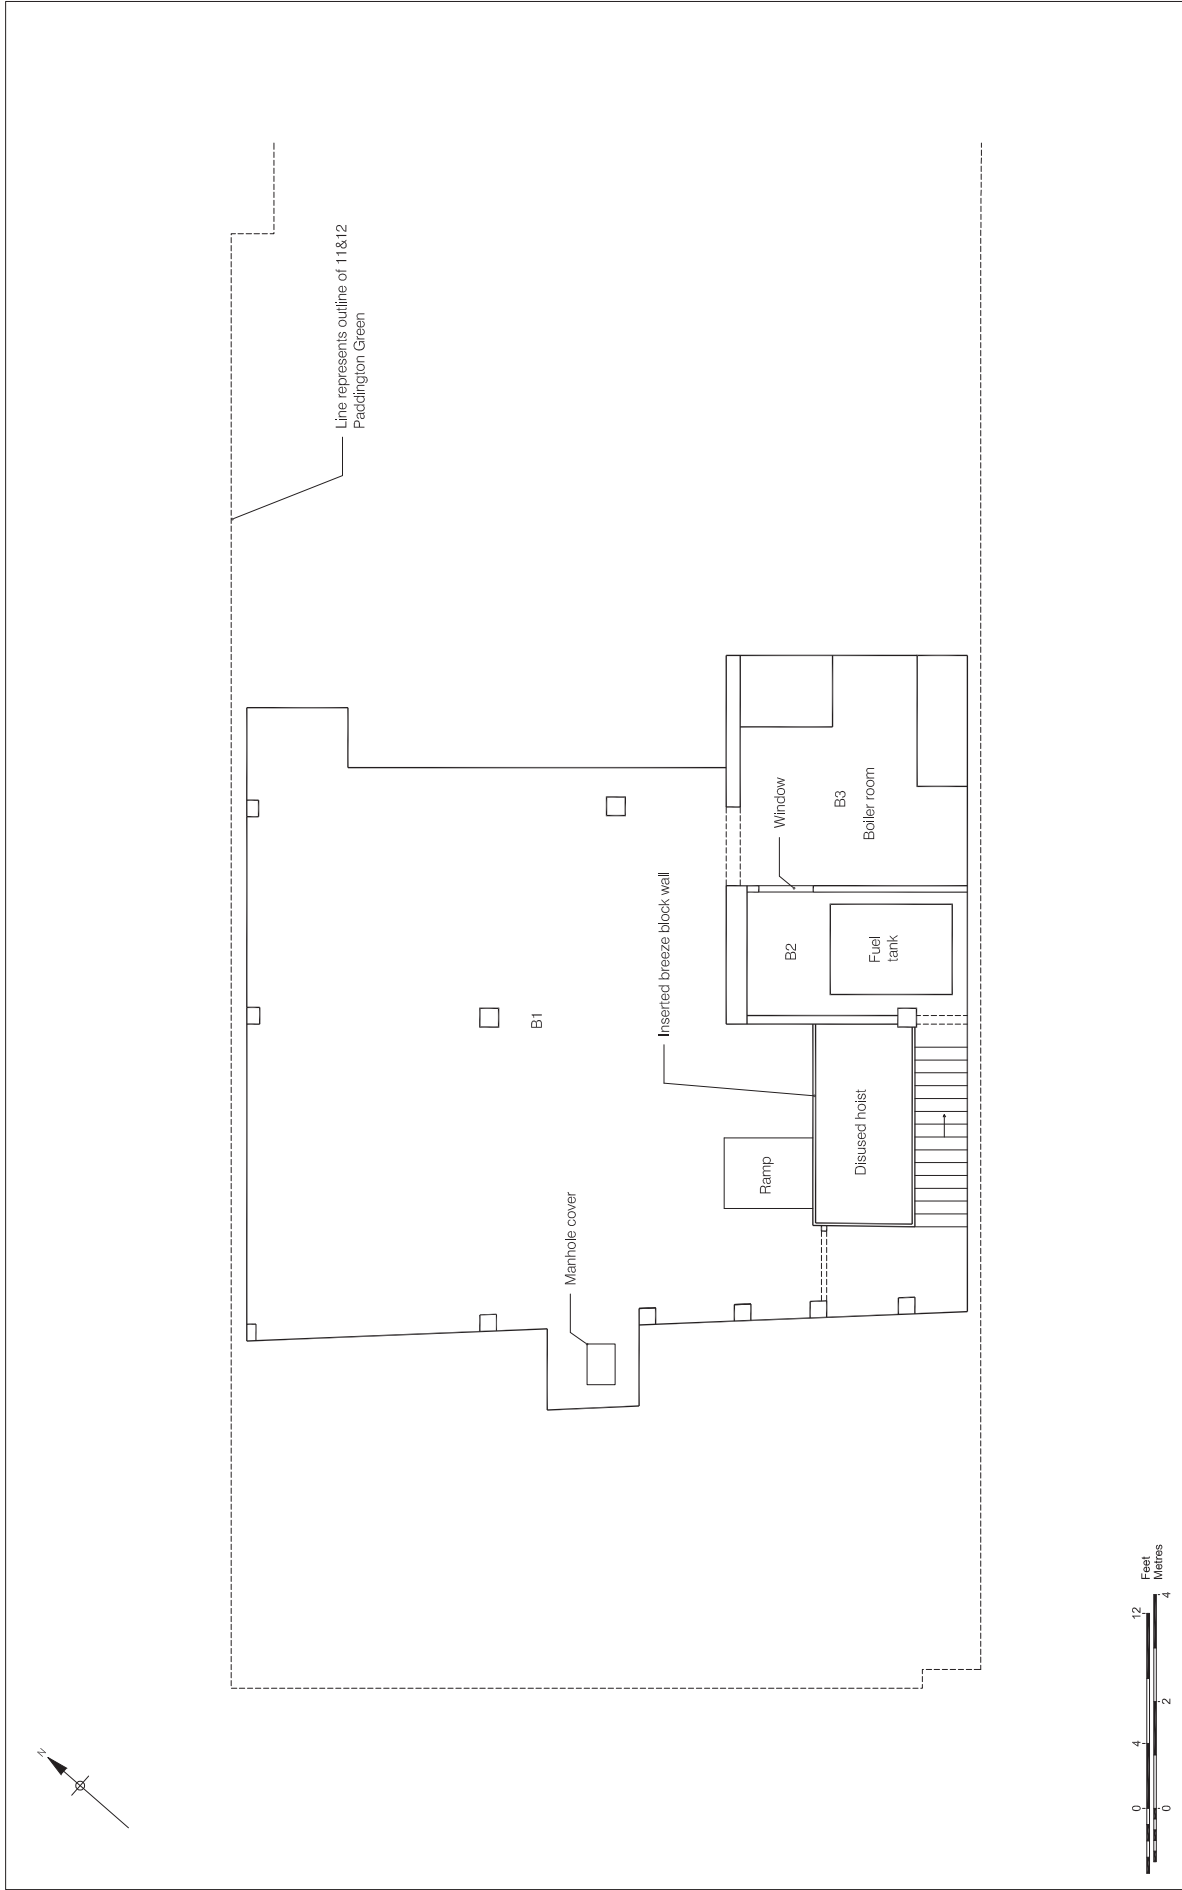 N
Line represents outline of 11&12
Paddington Green
B1
Manhole cover
Inserted breeze block wall
Ramp
Window
B2
B3
Boiler room
Disused hoist
Fuel
tank
0 4 12 Feet
0 2 4 Metres